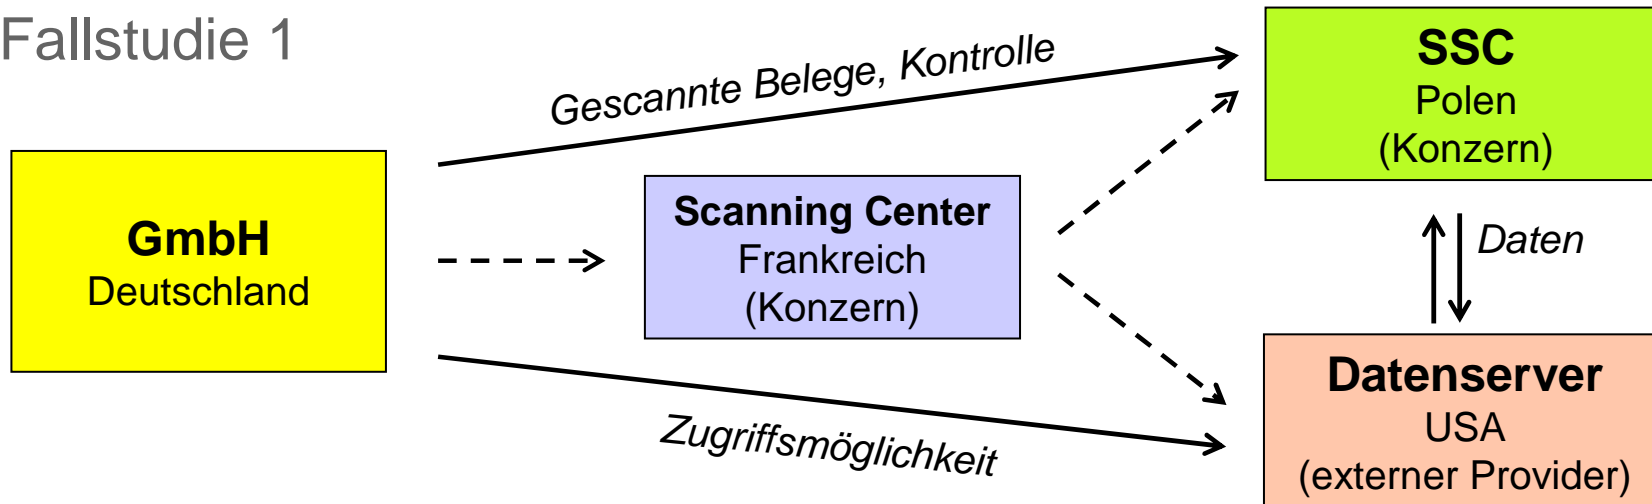 Fallstudie 1
Gescannte Belege, Kontrolle
SSC
Polen
(Konzern)
GmbH
Deutschland
Scanning Center
Frankreich
(Konzern)
Daten
Zugriffsmöglichkeit
Datenserver
USA
(externer Provider)